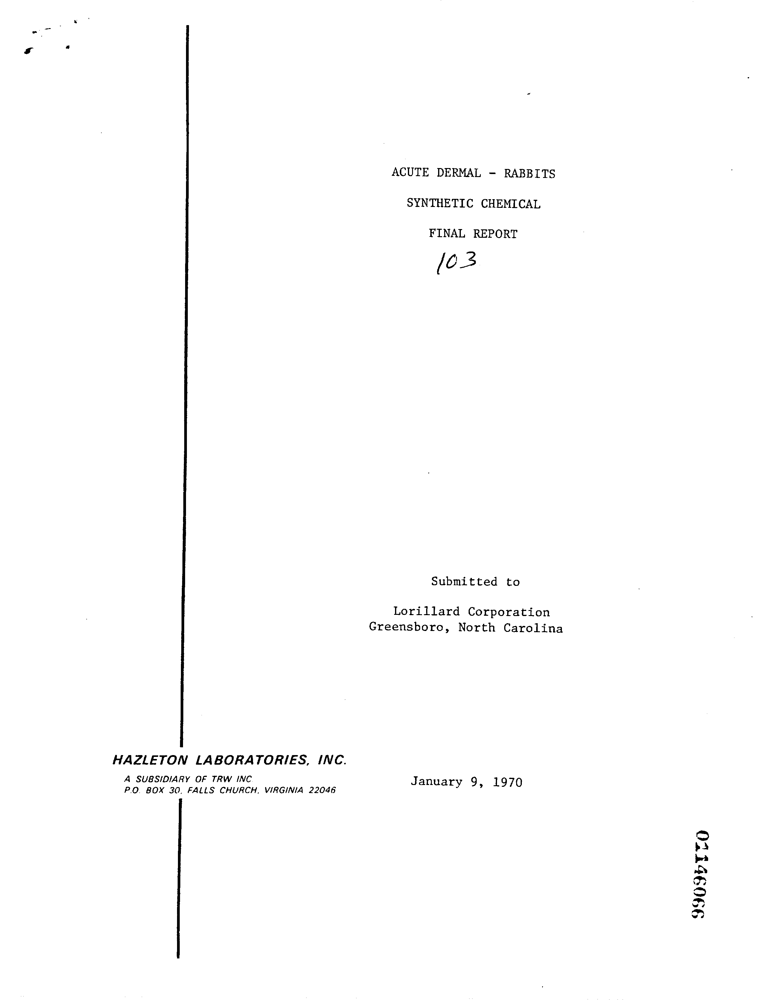 ACUTE DERMAL - RABBITS
SYNTHETIC CHEMICAL
FINAL REPORT
103
Submitted to
Lorillard Corporation
Greensboro, North Carolina
HAZLETON LABORATORIES, INC.
A SUBSIDIARY OF TRW INC
P.O. BOX 30, FALLS CHURCH, VIRGINIA 22046
January 9, 1970
01146066